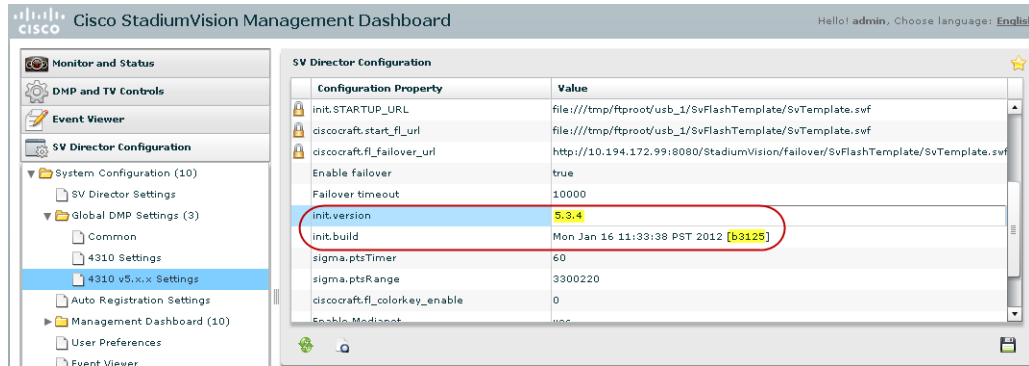 cisco
Cisco StadiumVision Management Dashboard
Hello! admin, Choose language: English
Monitor and Status
DMP and TV Controls
Event Viewer
SV Director Configuration
System Configuration (10)
SV Director Settings
Global DMP Settings (3)
Common
4310 Settings
4310 v5.x.x Settings
Auto Registration Settings
Management Dashboard (10)
User Preferences
Event Viewer
SV Director Configuration
Configuration Property Value
init.STARTUP_URL file:///tmp/ftproot/usb_1/SvFlashTemplate/SvTemplate.swf
ciscocraft.start_fl_url file:///tmp/ftproot/usb_1/SvFlashTemplate/SvTemplate.swf
ciscocraft.fl_failover_url http://10.194.172.99:8080/StadiumVision/failover/SvFlashTemplate/SvTemplate.swf
Enable failover true
Failover timeout 10000
init.version 5.3.4
init.build Mon Jan 16 11:33:38 PST 2012 [b3125]
sigma.ptsTimer 60
sigma.ptsRange 3300220
ciscocraft.fl_colorkey_enable 0
Enable Medianet yes